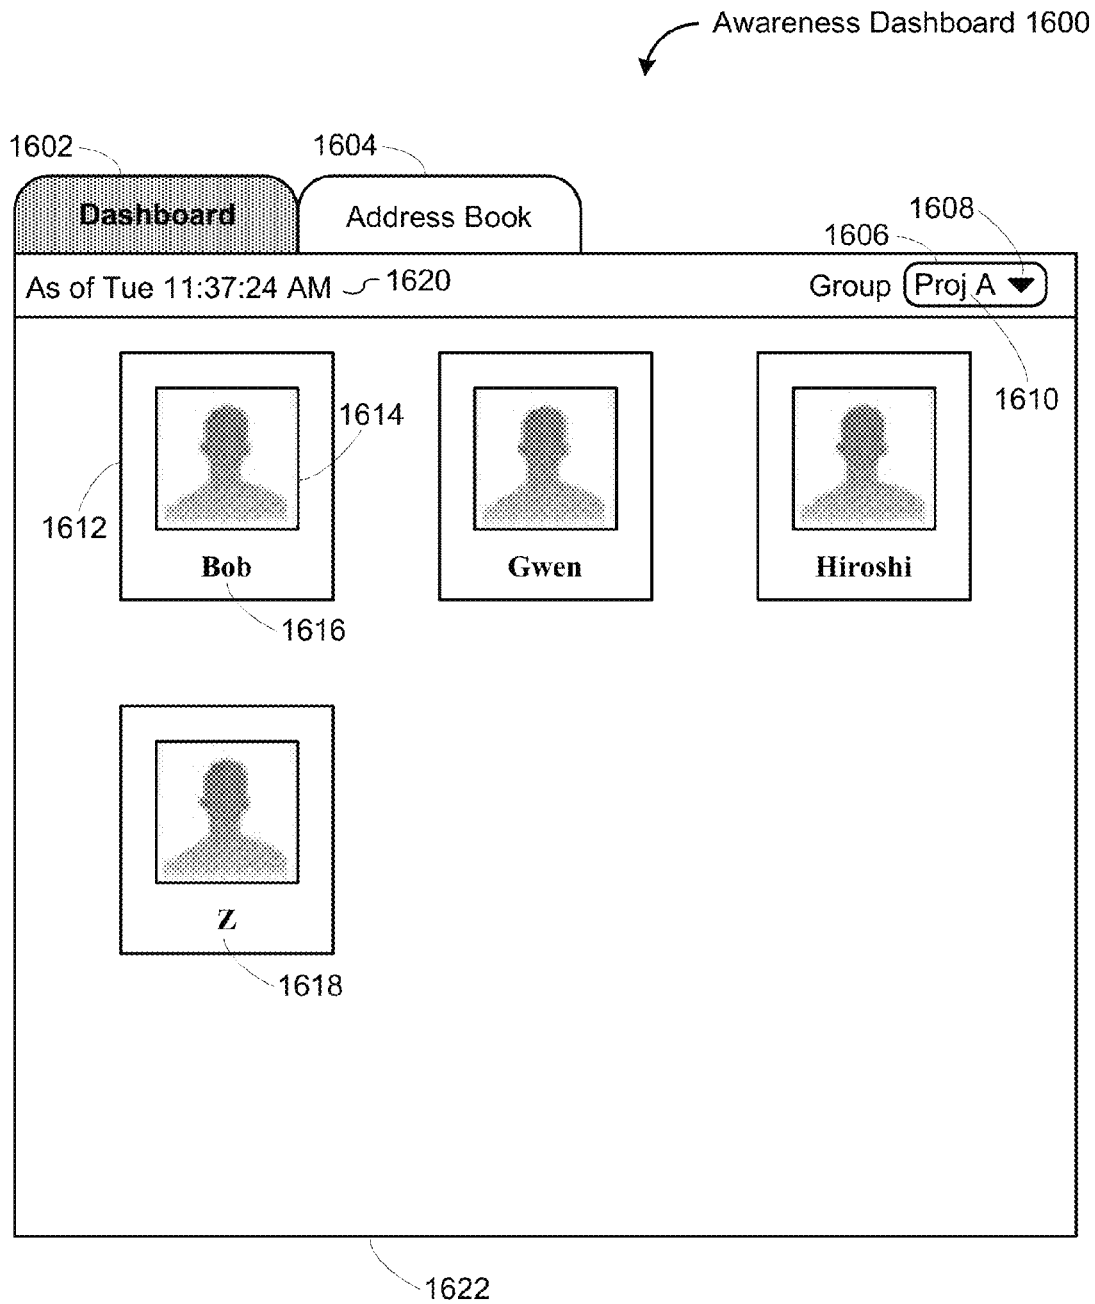 Awareness Dashboard 1600
1602
1604
Dashboard
Address Book
1608
1606
As of Tue 11:37:24 AM
1620
Group
Proj A
1610
1614
1612
Bob
Gwen
Hiroshi
1616
Z
1618
1622